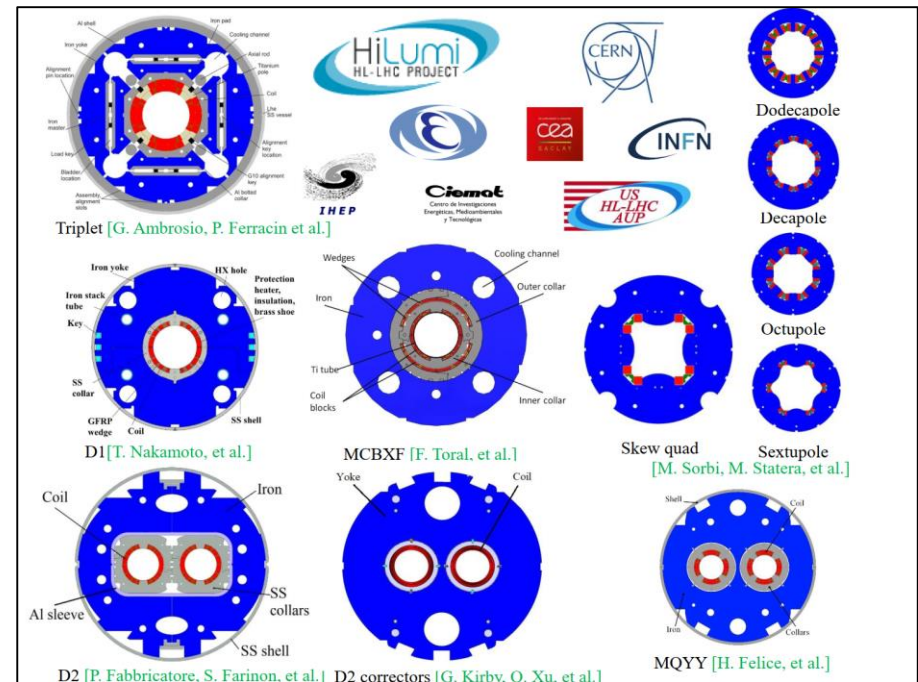 Al shell
Iron yoke
Alignment
pin location
Iron
master
Load key
Bladder
location
Assembly
alignment
slots
Iron pad
Cooling channel
Axial rod
Titanium
pole
Coil
Lhe
SS vessel
Alignment
key
location
G10 alignment
key
Al bolted
collar
Triplet [G. Ambrosio, P. Ferracin et al.]
HiLumi
HL-LHC PROJECT
CERN
cea
SACLAY
INFN
IHEP
Ciemat
Centro de Investigaciones
Energéticas, Medioambientales
y Tecnológicas
US
HL-LHC
AUP
Dodecapole
Decapole
Octupole
Sextupole
Iron yoke
Iron stack
tube
Key
SS
collar
GFRP
wedge
Coil
HX hole
Protection
heater,
insulation,
brass shoe
SS shell
D1[T. Nakamoto, et al.]
Wedges
Iron
Ti tube
Coil
blocks
Cooling channel
Outer collar
Inner collar
MCBXF [F. Toral, et al.]
Skew quad
[M. Sorbi, M. Statera, et al.]
Coil
Iron
Al sleeve
SS
collars
SS shell
D2 [P. Fabbricatore, S. Farinon, et al.]
Yoke
Coil
D2 correctors [G. Kirby, Q. Xu, et al.]
Shell
Coil
Iron
Collars
MQYY [H. Felice, et al.]